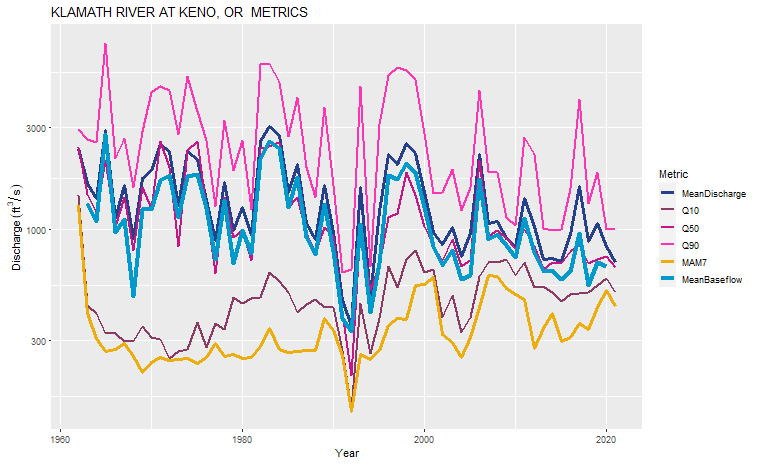 KLAMATH RIVER AT KENO, OR  METRICS
Discharge (ft³/ s)
3000
1000
300
1960
1980
2000
2020
Year
Metric
MeanDischarge
Q10
Q50
Q90
MAM7
MeanBaseflow